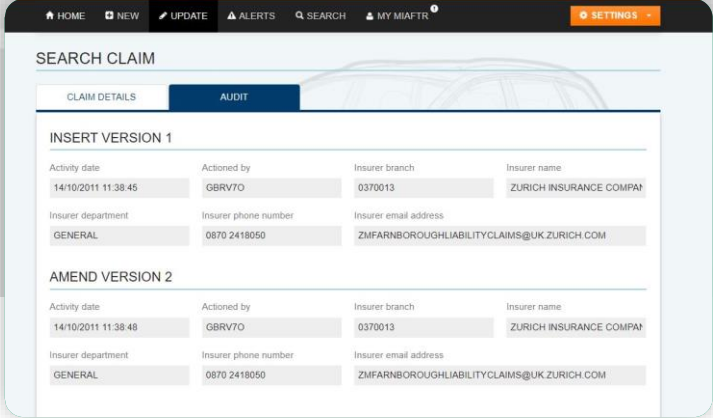 HOME NEW UPDATE ALERTS SEARCH MY MIAFTR SETTINGS
SEARCH CLAIM
CLAIM DETAILS AUDIT
INSERT VERSION 1
Activity date Actioned by Insurer branch Insurer name
14/10/2011 11:38:45 GBRV7O 0370013 ZURICH INSURANCE COMPAN
Insurer department Insurer phone number Insurer email address
GENERAL 0870 2418050 ZMFARNBOROUGHLIABILITYCLAIMS@UK.ZURICH.COM
AMEND VERSION 2
Activity date Actioned by Insurer branch Insurer name
14/10/2011 11:38:48 GBRV7O 0370013 ZURICH INSURANCE COMPAN
Insurer department Insurer phone number Insurer email address
GENERAL 0870 2418050 ZMFARNBOROUGHLIABILITYCLAIMS@UK.ZURICH.COM